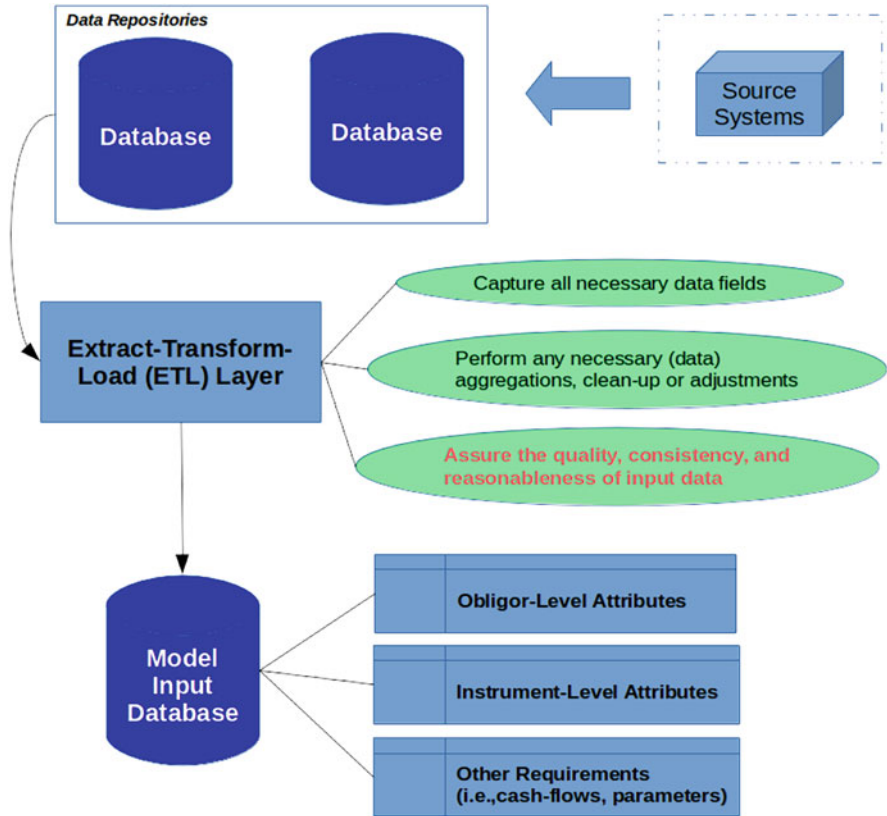 Data Repositories
Database
Database
Source
Systems
Capture all necessary data fields
Extract-Transform-
Load (ETL) Layer
Perform any necessary (data)
aggregations, clean-up or adjustments
Assure the quality, consistency, and
reasonableness of input data
Model
Input
Database
Obligor-Level Attributes
Instrument-Level Attributes
Other Requirements
(i.e.,cash-flows, parameters)